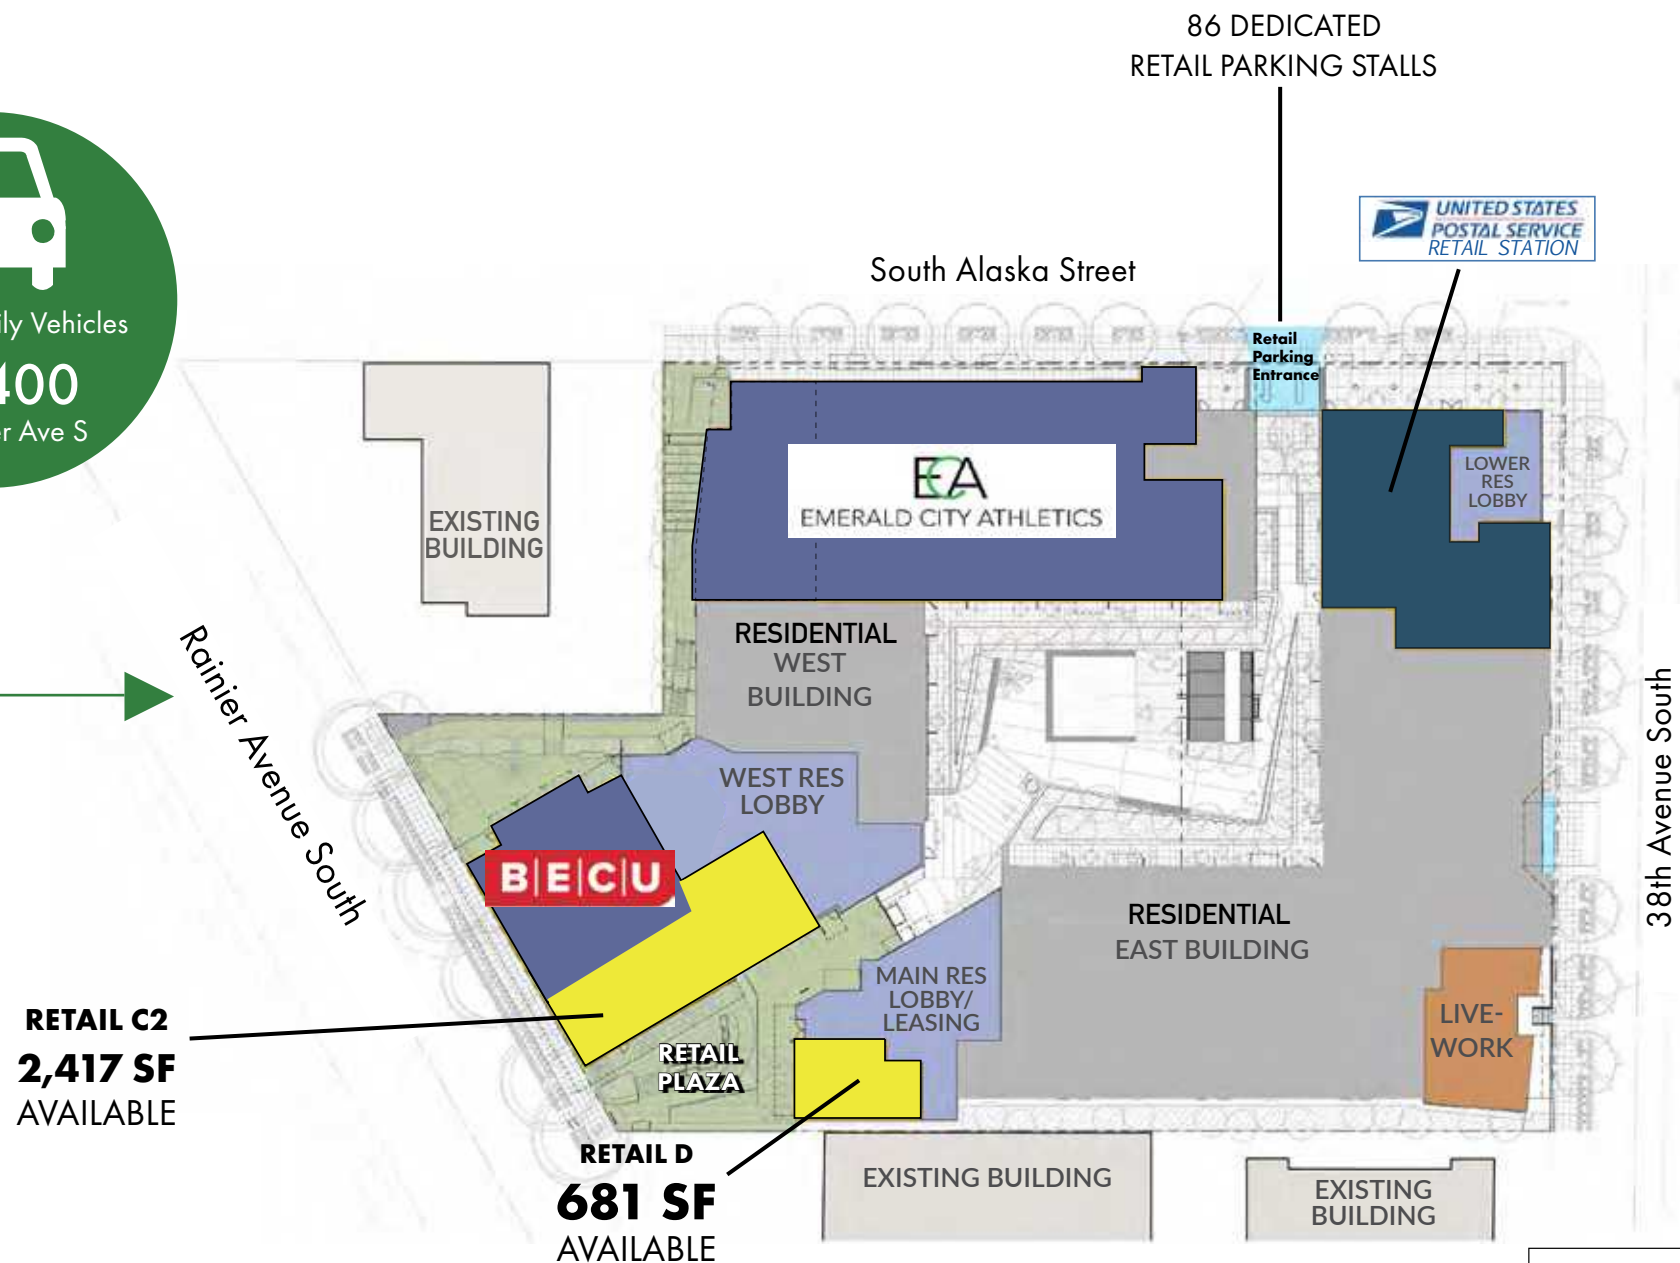 86 DEDICATED
RETAIL PARKING STALLS
UNITED STATES
POSTAL SERVICE
RETAIL STATION
South Alaska Street
ily Vehicles
400
er Ave S
Retail
Parking
Entrance
ECA
EMERALD CITY ATHLETICS
LOWER
RES
LOBBY
EXISTING
BUILDING
RESIDENTIAL
WEST
BUILDING
Rainier Avenue South
38th Avenue South
WEST RES
LOBBY
BECU
RESIDENTIAL
EAST BUILDING
MAIN RES
LOBBY/
LEASING
LIVE-
WORK
RETAIL C2
2,417 SF
AVAILABLE
RETAIL
PLAZA
RETAIL D
681 SF
AVAILABLE
EXISTING BUILDING
EXISTING
BUILDING